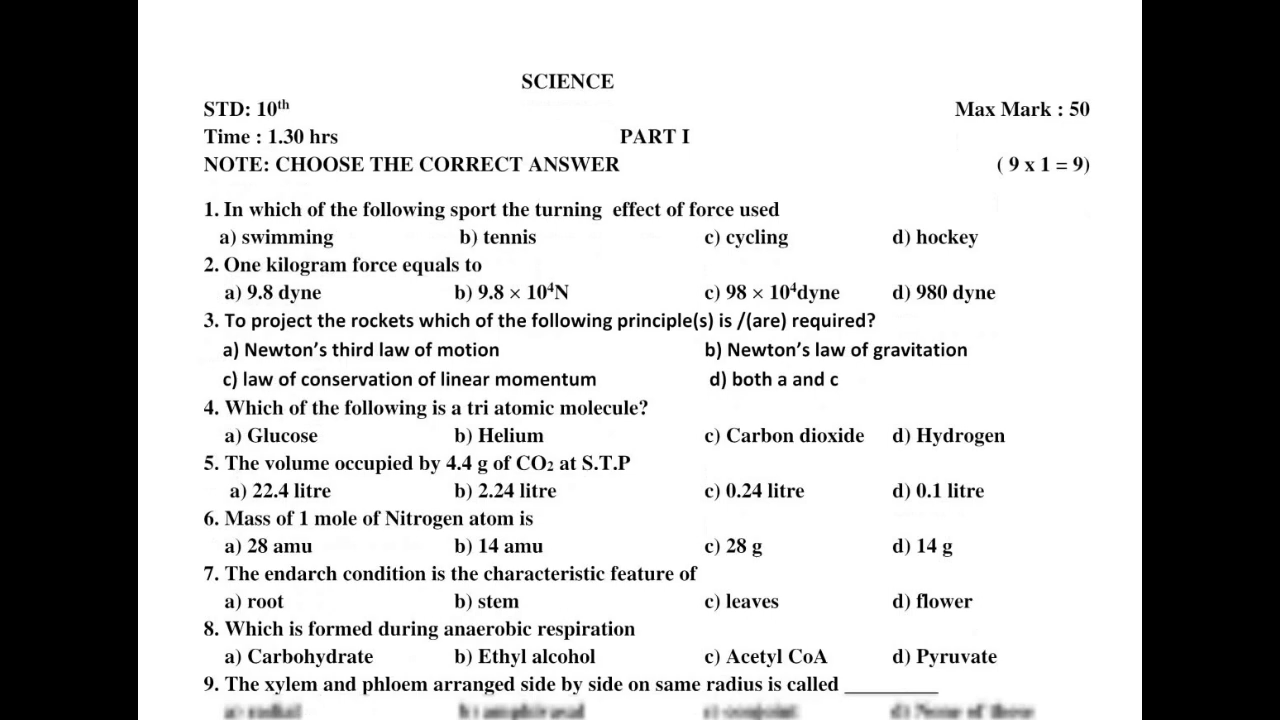 SCIENCE
STD: 10th Max Mark : 50
Time : 1.30 hrs PART I
NOTE: CHOOSE THE CORRECT ANSWER ( 9 x 1 = 9)
1. In which of the following sport the turning effect of force used
a) swimming b) tennis c) cycling d) hockey
2. One kilogram force equals to
a) 9.8 dyne b) 9.8 × 10⁴N c) 98 × 10⁴dyne d) 980 dyne
3. To project the rockets which of the following principle(s) is /(are) required?
a) Newton's third law of motion b) Newton's law of gravitation
c) law of conservation of linear momentum d) both a and c
4. Which of the following is a tri atomic molecule?
a) Glucose b) Helium c) Carbon dioxide d) Hydrogen
5. The volume occupied by 4.4 g of CO₂ at S.T.P
a) 22.4 litre b) 2.24 litre c) 0.24 litre d) 0.1 litre
6. Mass of 1 mole of Nitrogen atom is
a) 28 amu b) 14 amu c) 28 g d) 14 g
7. The endarch condition is the characteristic feature of
a) root b) stem c) leaves d) flower
8. Which is formed during anaerobic respiration
a) Carbohydrate b) Ethyl alcohol c) Acetyl CoA d) Pyruvate
9. The xylem and phloem arranged side by side on same radius is called _________